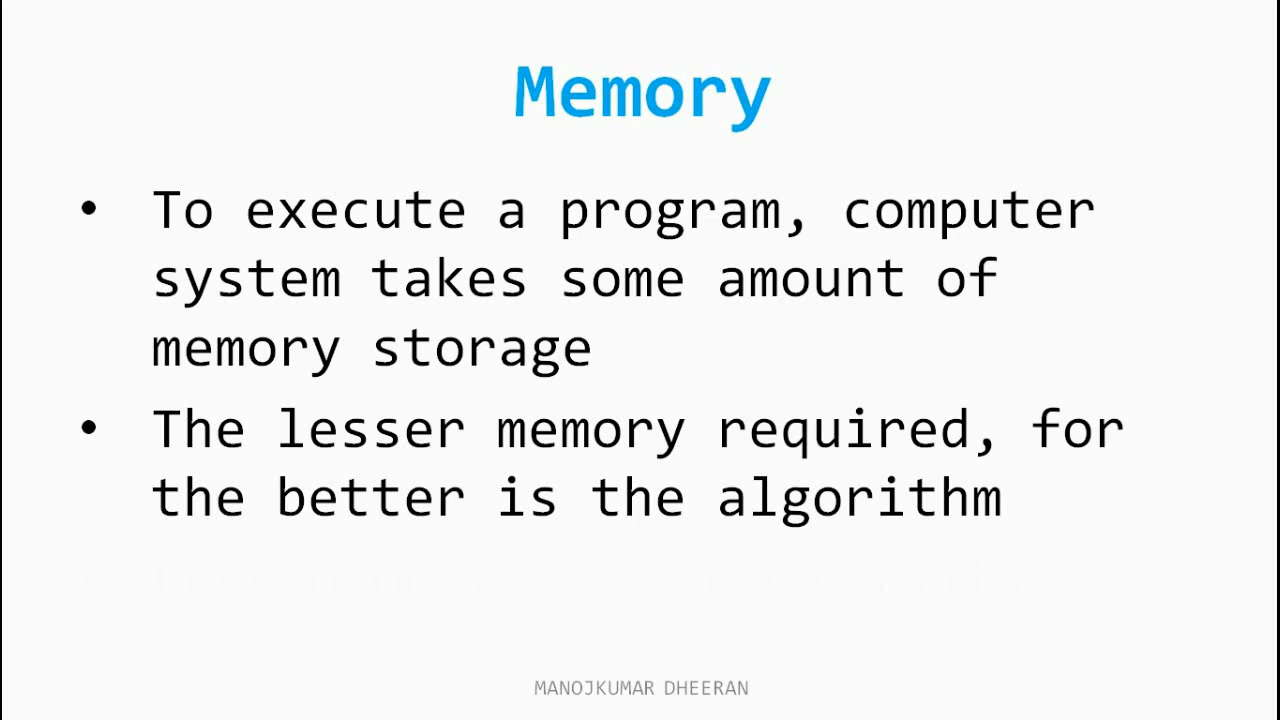 Memory
• To execute a program, computer
system takes some amount of
memory storage
• The lesser memory required, for
the better is the algorithm
MANOJKUMAR DHEERAN